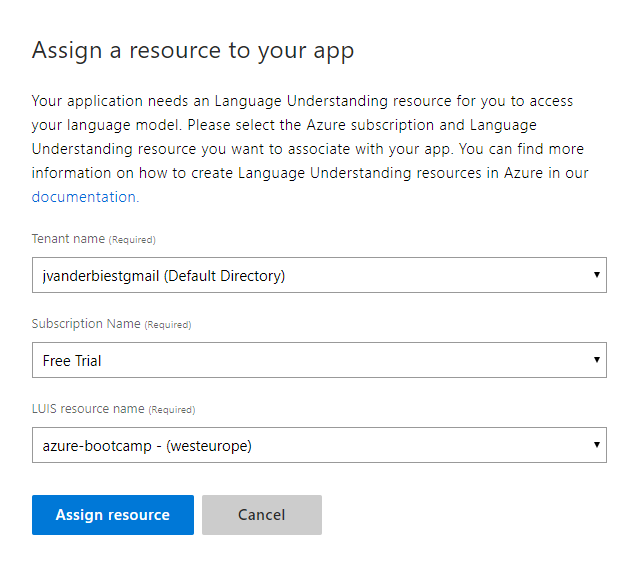 Assign a resource to your app
Your application needs an Language Understanding resource for you to access
your language model. Please select the Azure subscription and Language
Understanding resource you want to associate with your app. You can find more
information on how to create Language Understanding resources in Azure in our
documentation.
Tenant name (Required)
jvanderbiestgmail (Default Directory)
Subscription Name (Required)
Free Trial
LUIS resource name (Required)
azure-bootcamp - (westeurope)
Assign resource Cancel